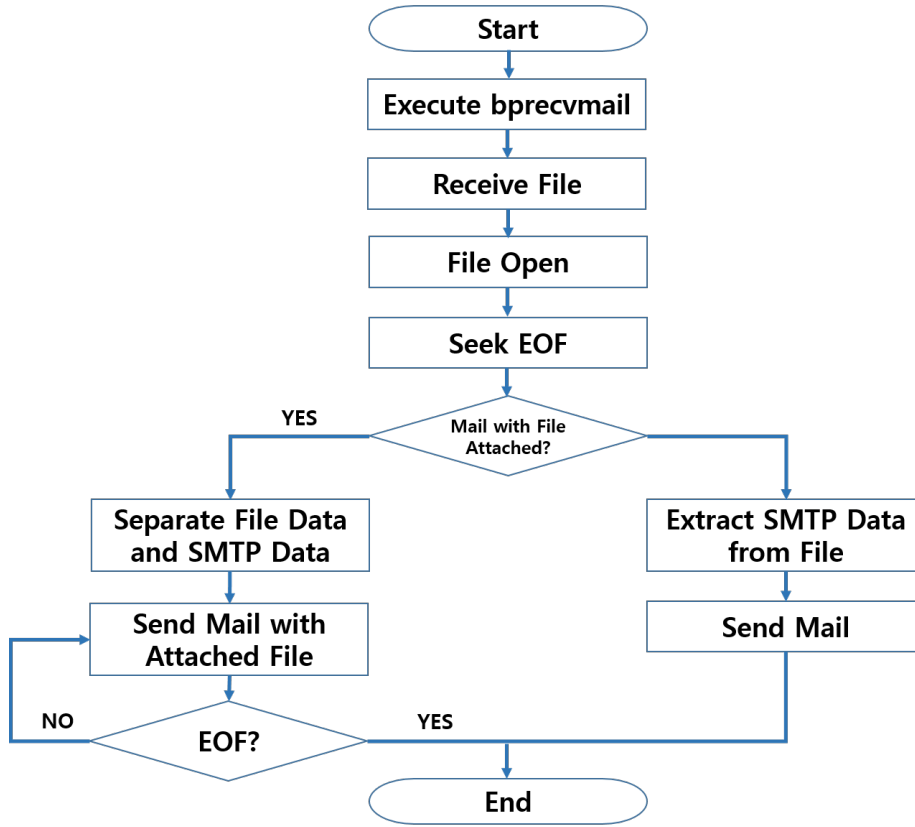 Start
Execute bprecvmail
Receive File
File Open
Seek EOF
Mail with File
Attached?
YES
Separate File Data
and SMTP Data
Extract SMTP Data
from File
Send Mail with
Attached File
Send Mail
NO
EOF?
YES
End